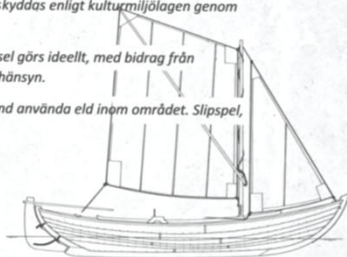 skyddas enligt kulturmiljölagen genom
sel görs ideellt, med bidrag från
hänsyn.
nd använda eld inom området. Slipspel,